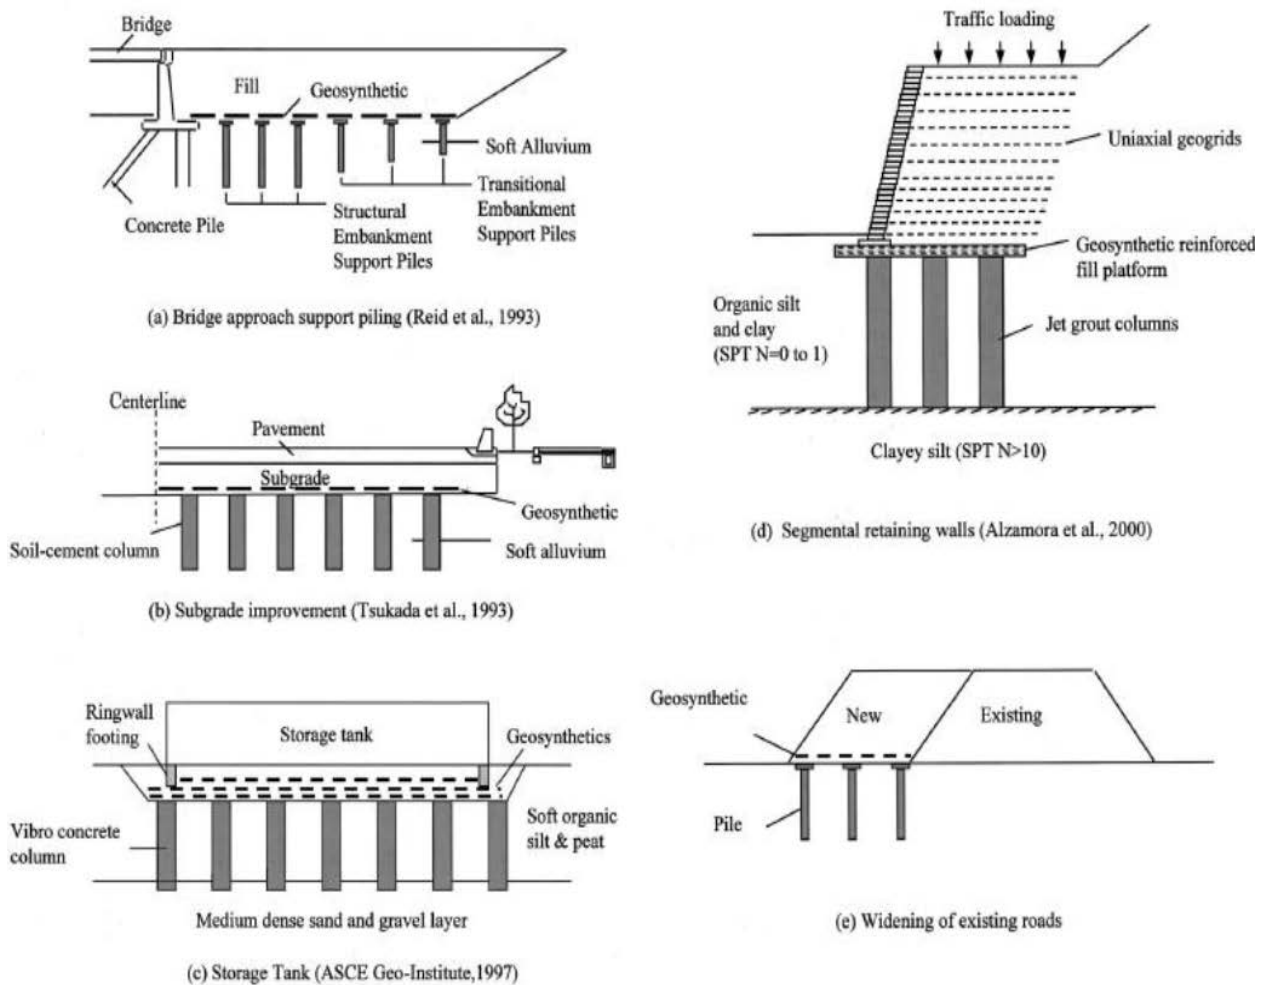 Bridge
Fill
Geosynthetic
Soft Alluvium
Transitional
Embankment
Support Piles
Structural
Embankment
Support Piles
Concrete Pile
(a) Bridge approach support piling (Reid et al., 1993)
Centerline
Pavement
Subgrade
Geosynthetic
Soil-cement column
Soft alluvium
(b) Subgrade improvement (Tsukada et al., 1993)
Ringwall
footing
Storage tank
Geosynthetics
Vibro concrete
column
Soft organic
silt & peat
Medium dense sand and gravel layer
(c) Storage Tank (ASCE Geo-Institute,1997)
Traffic loading
Uniaxial geogrids
Geosynthetic reinforced
fill platform
Organic silt
and clay
(SPT N=0 to 1)
Jet grout columns
Clayey silt (SPT N>10)
(d) Segmental retaining walls (Alzamora et al., 2000)
Geosynthetic
New
Existing
Pile
(e) Widening of existing roads